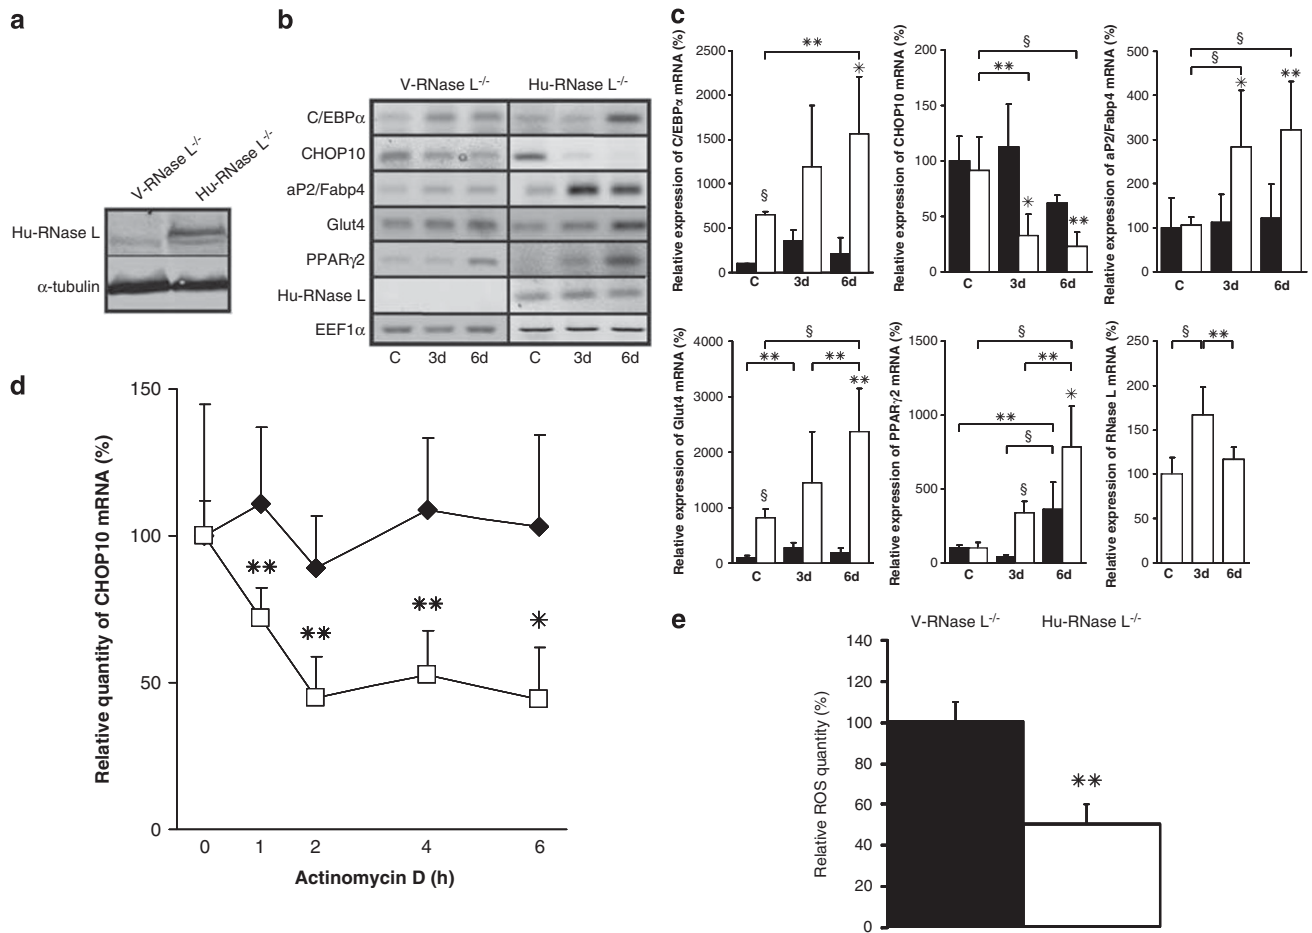 a
V-RNase L-/-
Hu-RNase L-/-
Hu-RNase L
α-tubulin
b
V-RNase L-/-
Hu-RNase L-/-
C/EBPα
CHOP10
aP2/Fabp4
Glut4
PPARγ2
Hu-RNase L
EEF1α
C 3d 6d C 3d 6d
c
Relative expression of C/EBPα mRNA (%)
2500
2000
1500
1000
500
0
§
**
*
C 3d 6d
Relative expression of CHOP10 mRNA (%)
200
150
100
50
0
§
**
*
**
C 3d 6d
Relative expression of aP2/Fabp4 mRNA (%)
500
400
300
200
100
0
§
§
*
**
C 3d 6d
Relative expression of Glut4 mRNA (%)
4000
3000
2000
1000
0
§
**
**
**
§
C 3d 6d
Relative expression of PPARγ2 mRNA (%)
1500
1000
500
0
§
**
*
**
§
§
C 3d 6d
Relative expression of RNase L mRNA (%)
250
200
150
100
50
0
§
**
C 3d 6d
d
Relative quantity of CHOP10 mRNA (%)
150
100
50
0
**
**
**
*
0 1 2 4 6
Actinomycin D (h)
e
V-RNase L-/-
Hu-RNase L-/-
Relative ROS quantity (%)
140
120
100
80
60
40
20
0
**